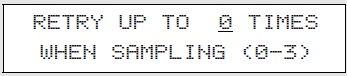 RETRY UP TO 0 TIMES
WHEN SAMPLING (0-3)